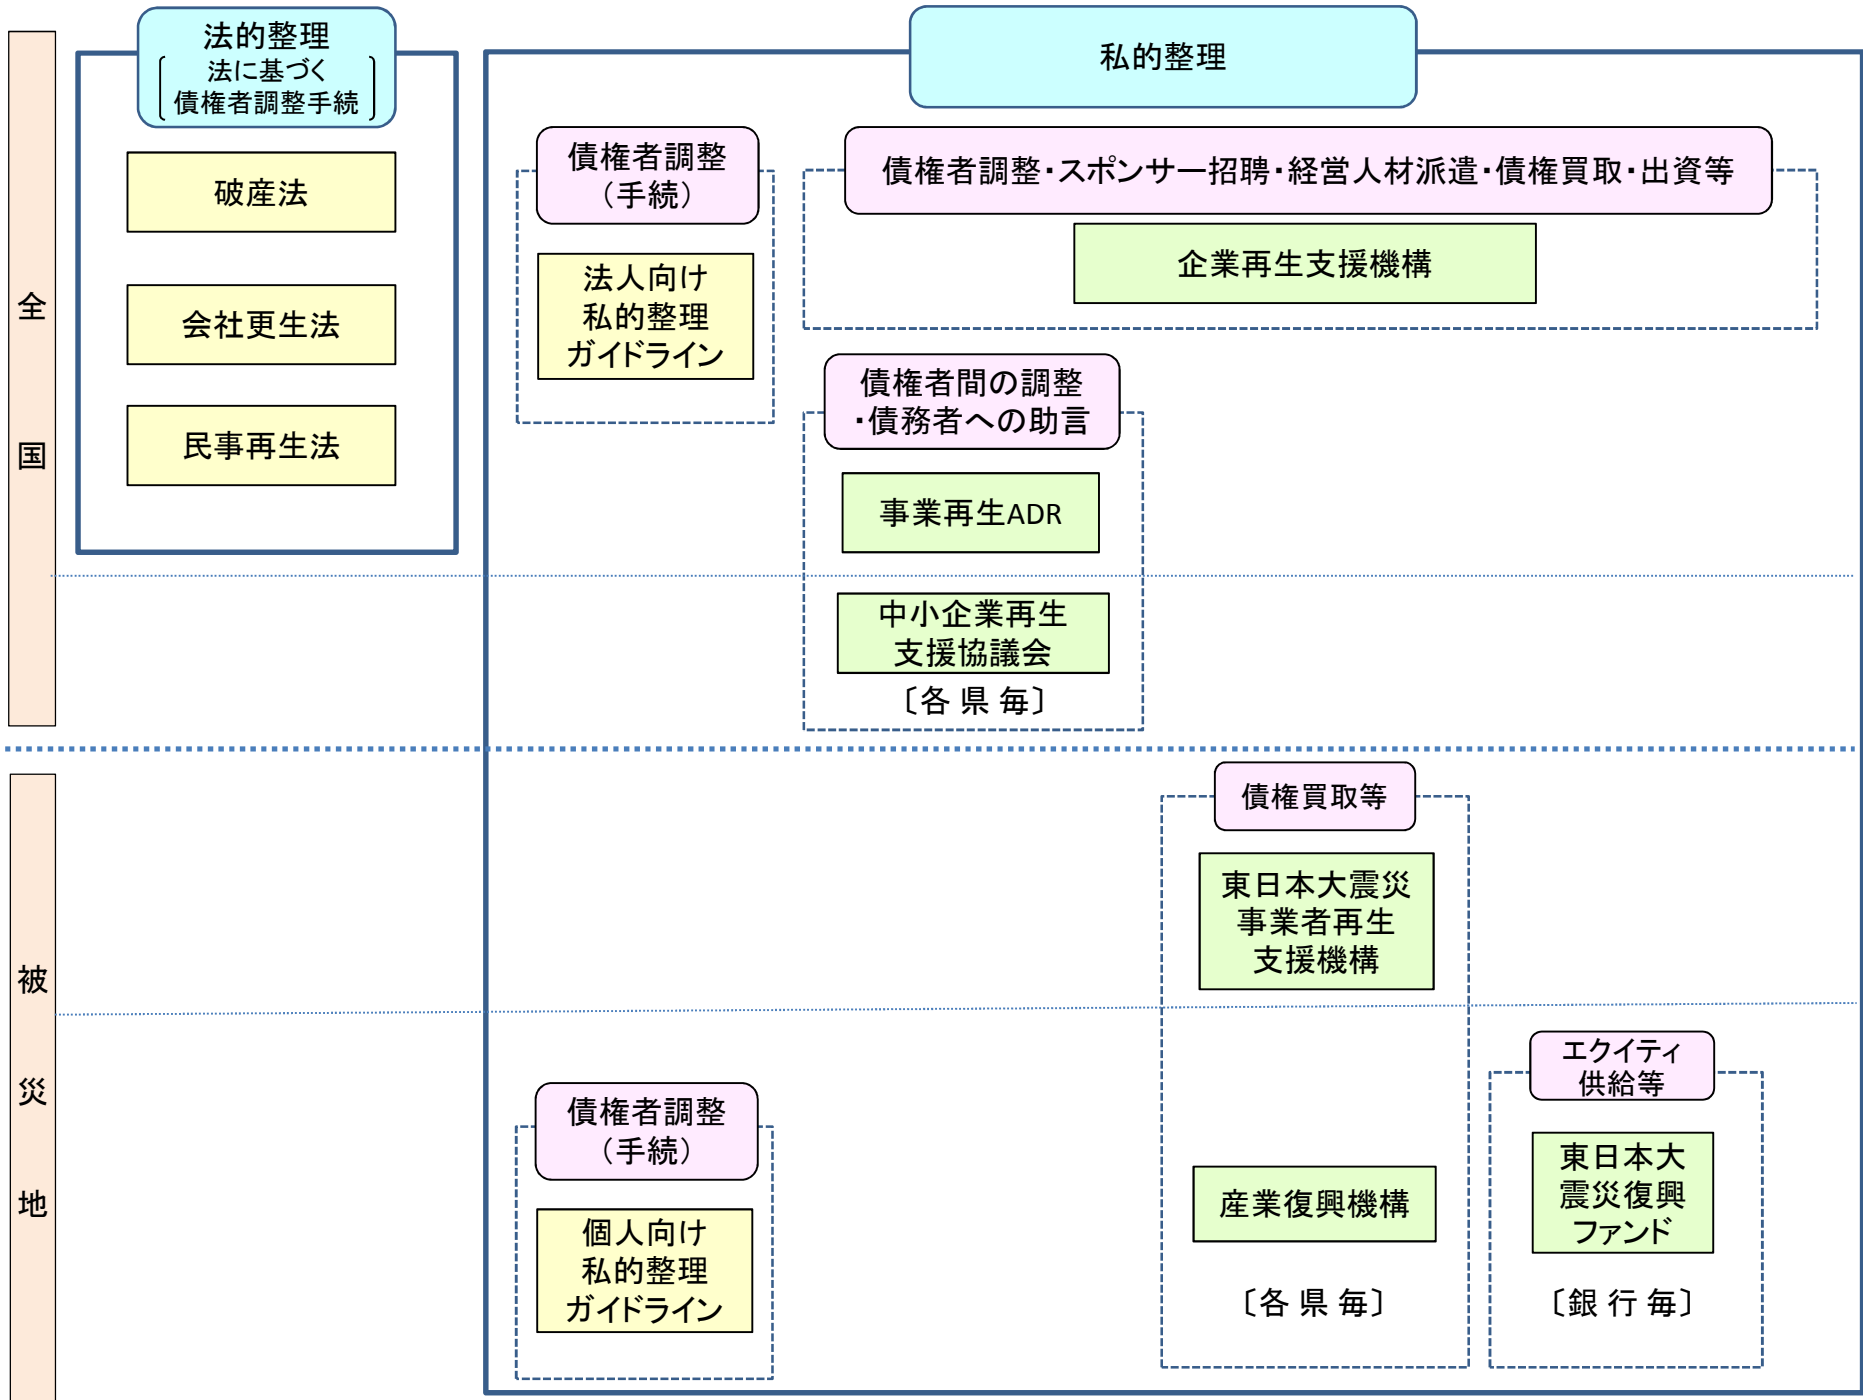 法的整理
法に基づく
債権者調整手続
破産法
会社更生法
民事再生法
私的整理
債権者調整
（手続）
法人向け
私的整理
ガイドライン
債権者調整・スポンサー招聘・経営人材派遣・債権買取・出資等
企業再生支援機構
債権者間の調整
・債務者への助言
事業再生ADR
中小企業再生
支援協議会
〔各 県 毎〕
全
国
債権買取等
東日本大震災
事業者再生
支援機構
産業復興機構
〔各 県 毎〕
エクイティ
供給等
東日本大
震災復興
ファンド
〔銀 行 毎〕
債権者調整
（手続）
個人向け
私的整理
ガイドライン
被
災
地